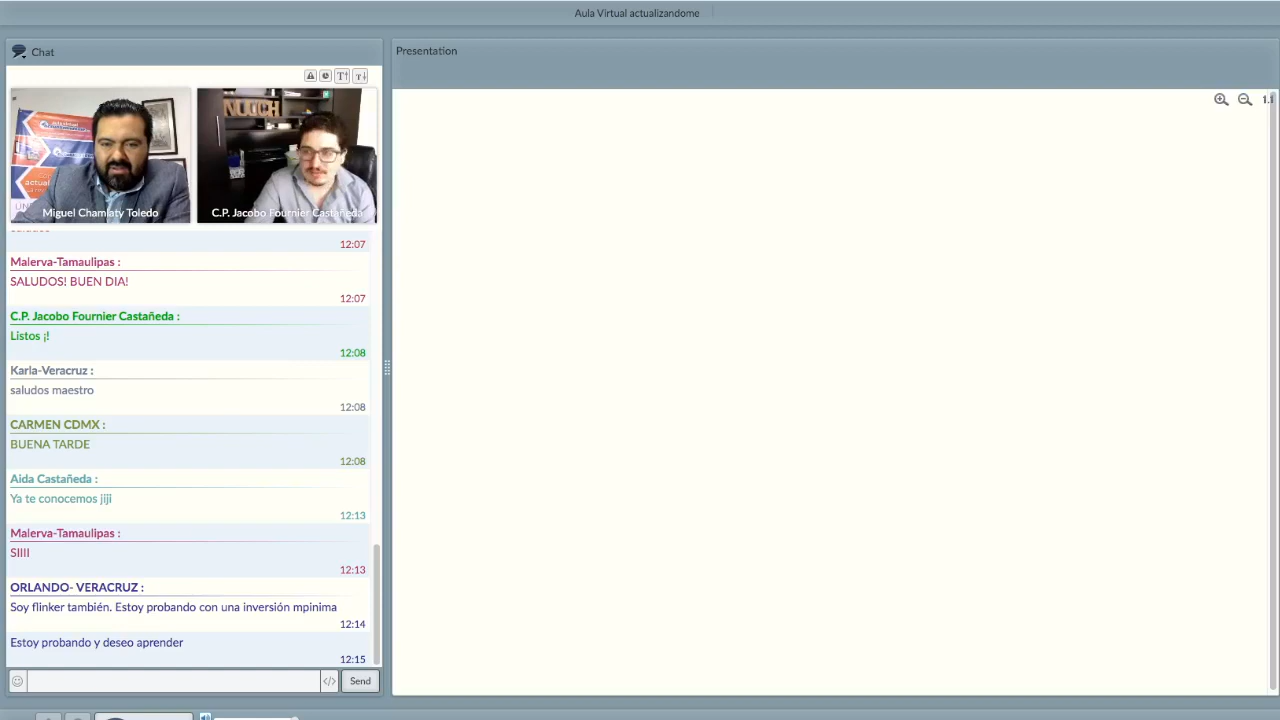 Aula Virtual actualizandome
Chat
Presentation
NUCCH
Miguel Chamlaty Toledo
C.P. Jacobo Fournier Castañeda
12:07
Malerva-Tamaulipas :
SALUDOS! BUEN DIA!
12:07
C.P. Jacobo Fournier Castañeda :
Listos ¡!
12:08
Karla-Veracruz :
saludos maestro
12:08
CARMEN CDMX :
BUENA TARDE
12:08
Aida Castañeda :
Ya te conocemos jiji
12:13
Malerva-Tamaulipas :
SIIII
12:13
ORLANDO- VERACRUZ :
Soy flinker también. Estoy probando con una inversión mpinima
12:14
Estoy probando y deseo aprender
12:15
Send